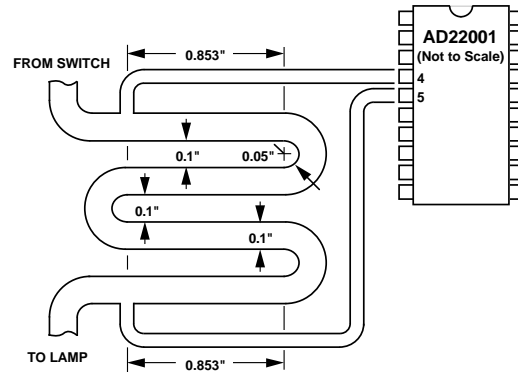 AD22001
(Not to Scale)
0.853"
FROM SWITCH
4
5
0.1"
0.05"
0.1"
0.1"
TO LAMP
0.853"